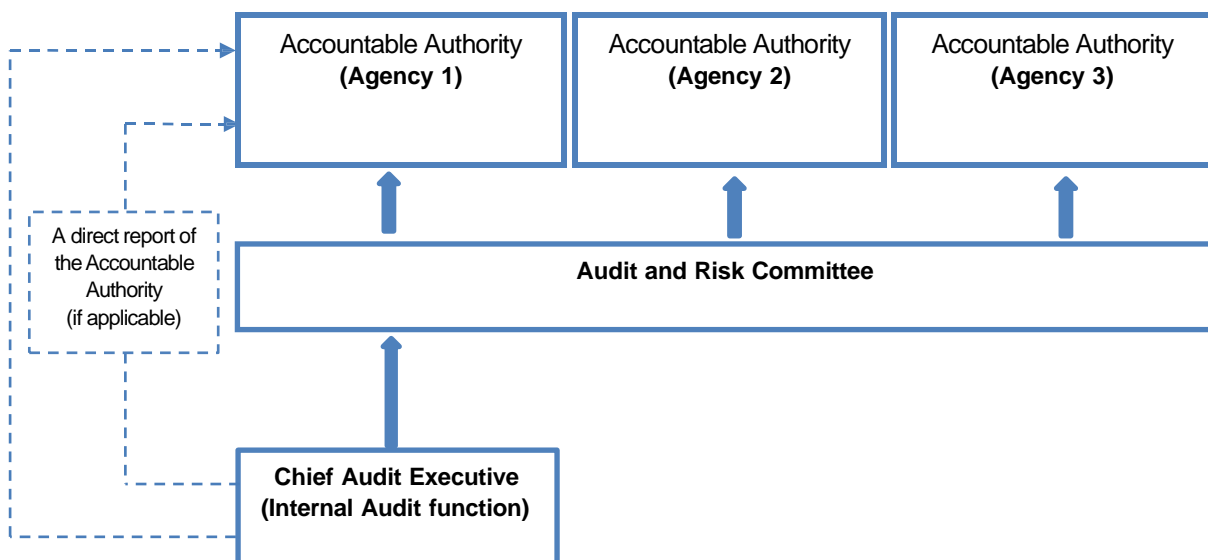 Accountable Authority
(Agency 1)
Accountable Authority
(Agency 2)
Accountable Authority
(Agency 3)
A direct report of
the Accountable
Authority
(if applicable)
Audit and Risk Committee
Chief Audit Executive
(Internal Audit function)